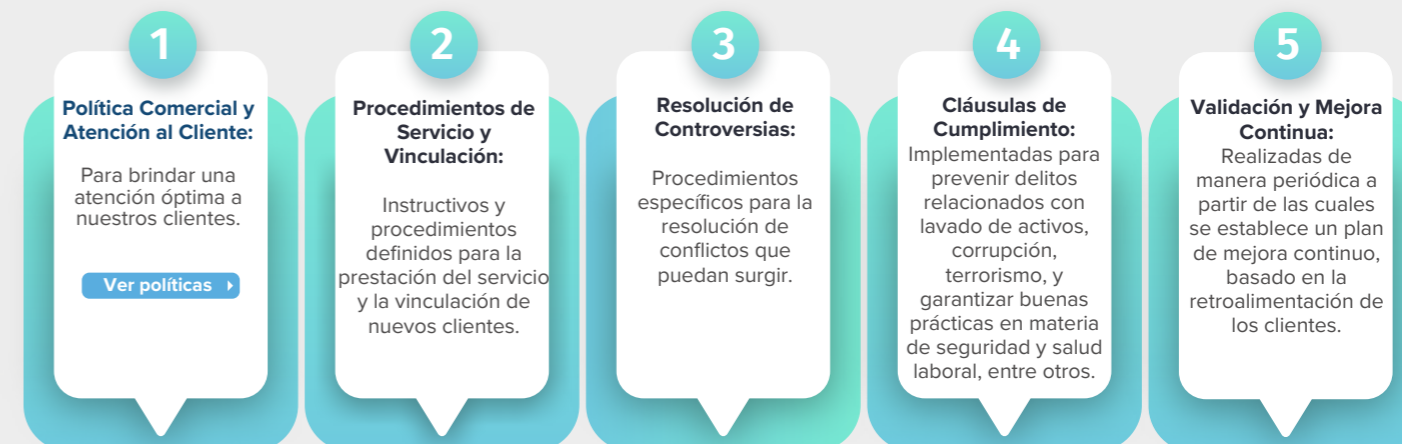 1
Política Comercial y
Atención al Cliente:
Para brindar una
atención óptima a
nuestros clientes.
Ver políticas
2
Procedimientos de
Servicio y
Vinculación:
Instructivos y
procedimientos
definidos para la
prestación del servicio
y la vinculación de
nuevos clientes.
3
Resolución de
Controversias:
Procedimientos
específicos para la
resolución de
conflictos que
puedan surgir.
4
Cláusulas de
Cumplimiento:
Implementadas para
prevenir delitos
relacionados con
lavado de activos,
corrupción,
terrorismo, y
garantizar buenas
prácticas en materia
de seguridad y salud
laboral, entre otros.
5
Validación y Mejora
Continua:
Realizadas de
manera periódica a
partir de las cuales
se establece un plan
de mejora continuo,
basado en la
retroalimentación de
los clientes.